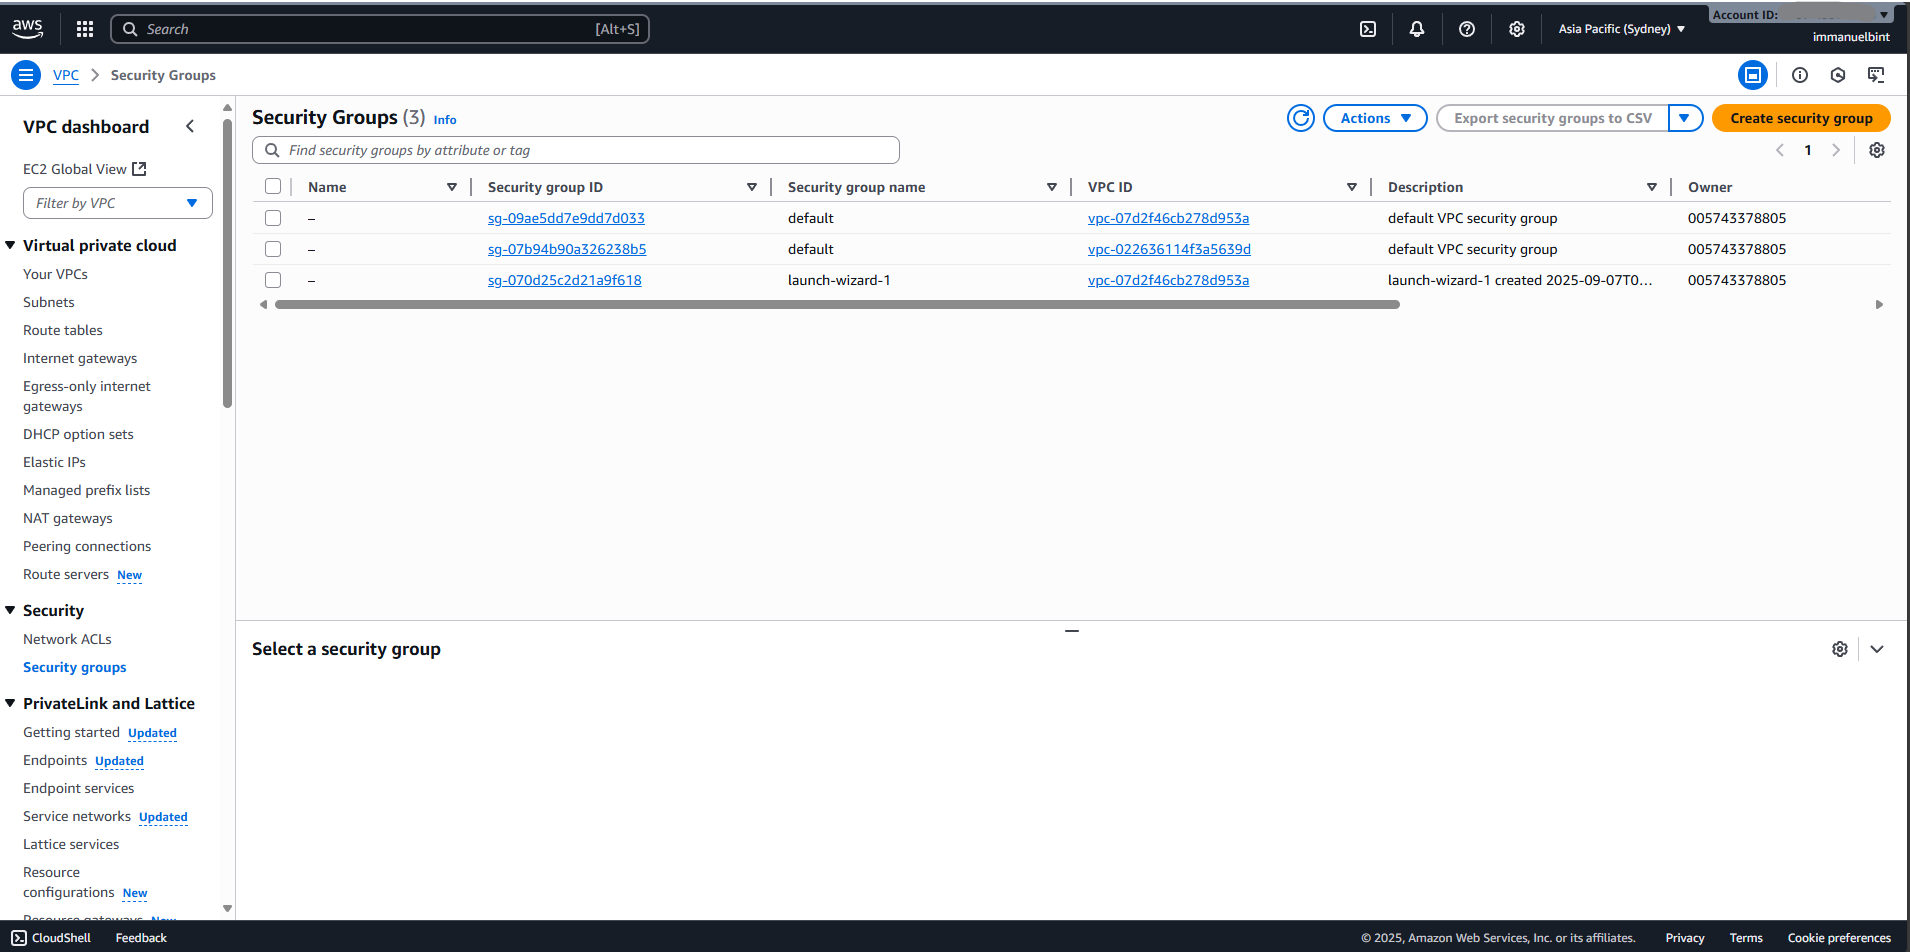 aws
Search [Alt+S]
Asia Pacific (Sydney)
Account ID:
immanuelbint
VPC > Security Groups
VPC dashboard
EC2 Global View
Filter by VPC
Virtual private cloud
Your VPCs
Subnets
Route tables
Internet gateways
Egress-only internet
gateways
DHCP option sets
Elastic IPs
Managed prefix lists
NAT gateways
Peering connections
Route servers New
Security
Network ACLs
Security groups
PrivateLink and Lattice
Getting started Updated
Endpoints Updated
Endpoint services
Service networks Updated
Lattice services
Resource
configurations New
Resource gateways New
Security Groups (3) Info
Actions
Export security groups to CSV
Create security group
Find security groups by attribute or tag
1
Name Security group ID Security group name VPC ID Description Owner
– sg-09ae5dd7e9dd7d033 default vpc-07d2f46cb278d953a default VPC security group 005743378805
– sg-07b94b90a326238b5 default vpc-022636114f3a5639d default VPC security group 005743378805
– sg-070d25c2d21a9f618 launch-wizard-1 vpc-07d2f46cb278d953a launch-wizard-1 created 2025-09-07T0... 005743378805
Select a security group
CloudShell Feedback
© 2025, Amazon Web Services, Inc. or its affiliates. Privacy Terms Cookie preferences